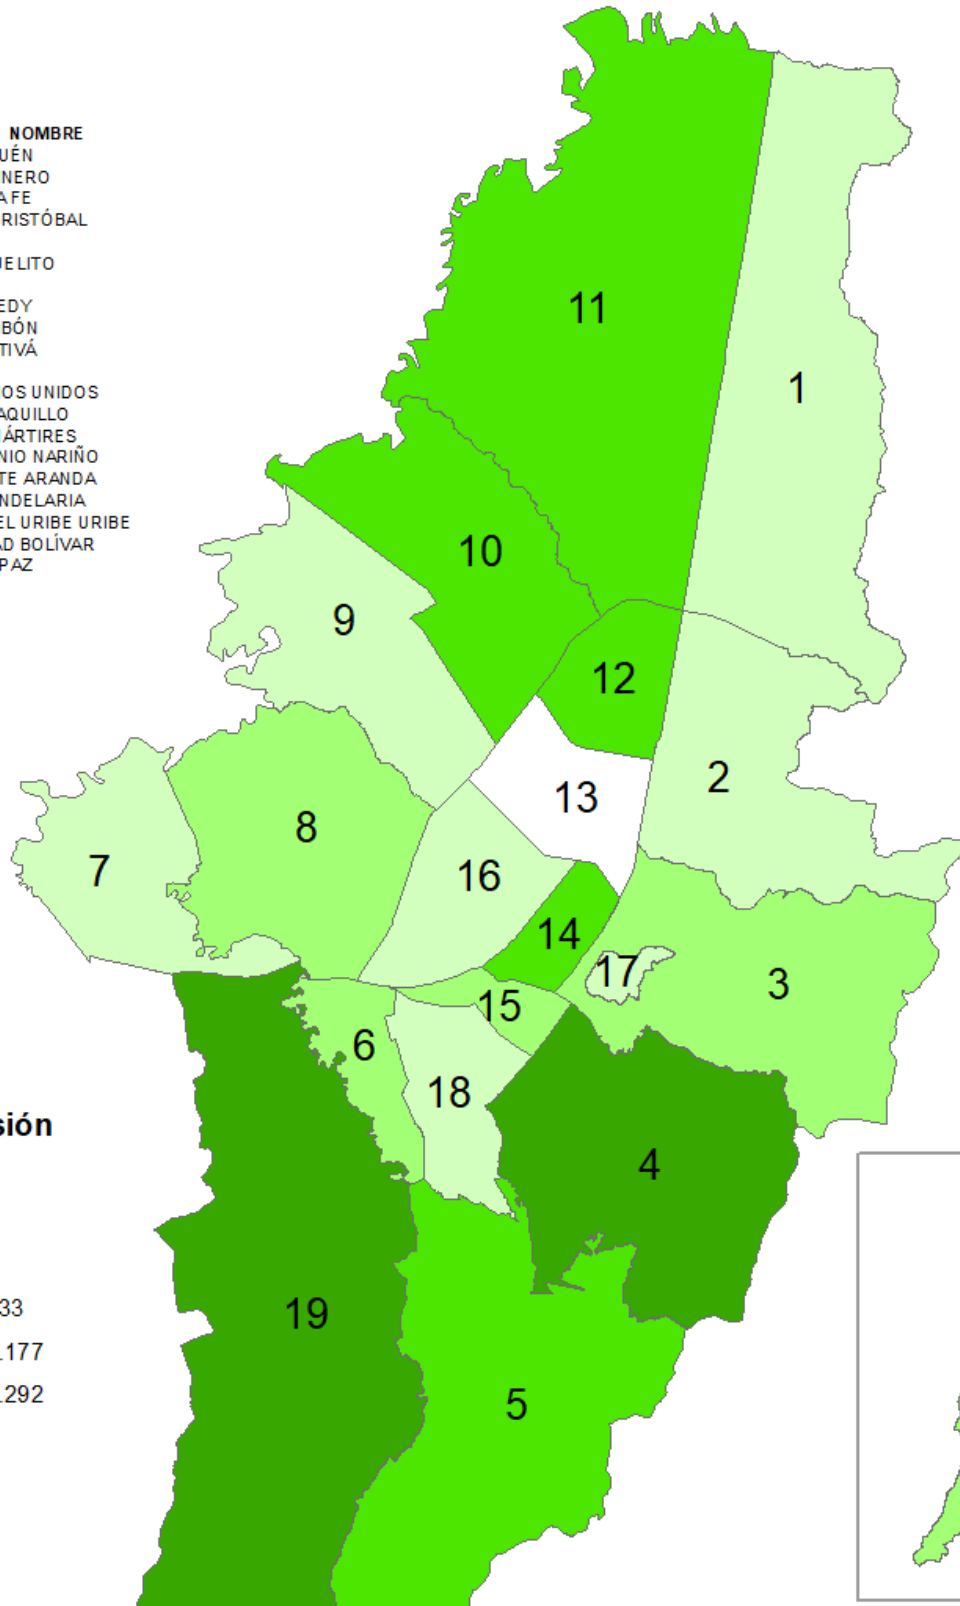 NOMBRE
UÉN
NERO
A FE
RISTÓBAL
ELITO
EDY
BÓN
TIVÁ
OS UNIDOS
AQUILLO
ÁRTIRES
NIO NARIÑO
TE ARANDA
NDELARIA
EL URIBE URIBE
AD BOLÍVAR
PAZ
11
1
10
9
12
2
13
8
7
16
14
17
3
15
6
18
sión
4
19
33
.177
.292
5